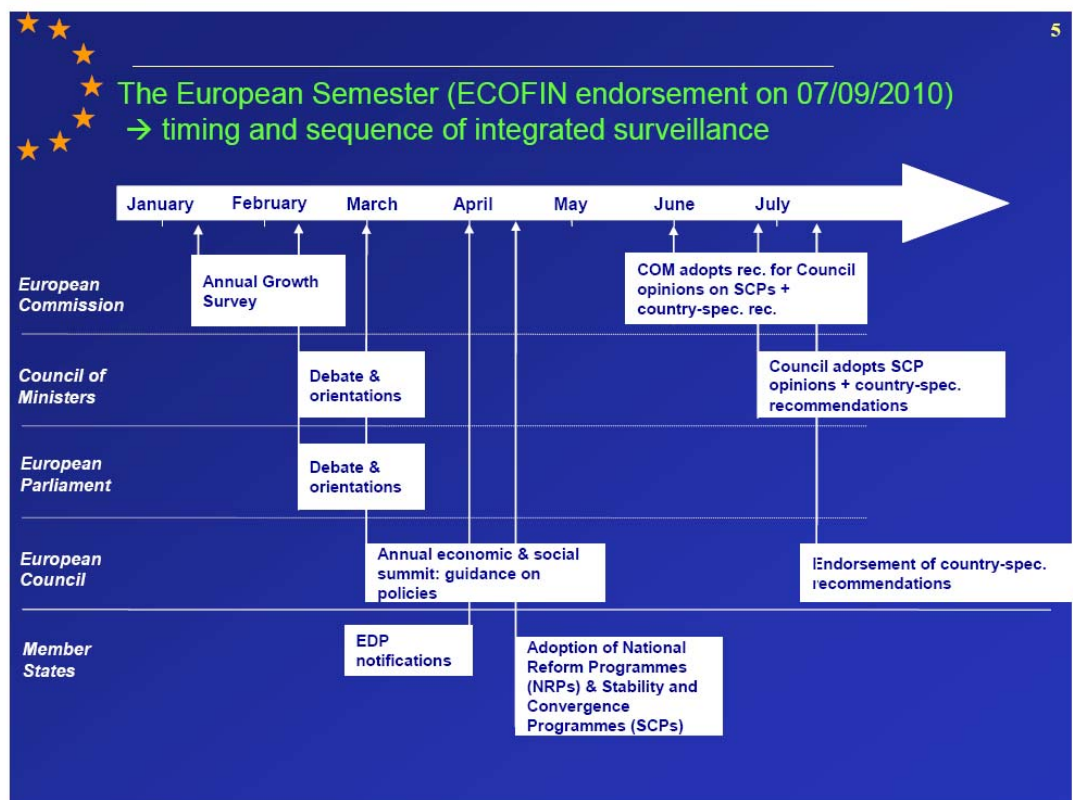 5
The European Semester (ECOFIN endorsement on 07/09/2010)
→ timing and sequence of integrated surveillance
January February March April May June July
European
Commission
Annual Growth
Survey
COM adopts rec. for Council
opinions on SCPs +
country-spec. rec.
Council of
Ministers
Debate &
orientations
Council adopts SCP
opinions + country-spec.
recommendations
European
Parliament
Debate &
orientations
European
Council
Annual economic & social
summit: guidance on
policies
Endorsement of country-spec.
recommendations
Member
States
EDP
notifications
Adoption of National
Reform Programmes
(NRPs) & Stability and
Convergence
Programmes (SCPs)